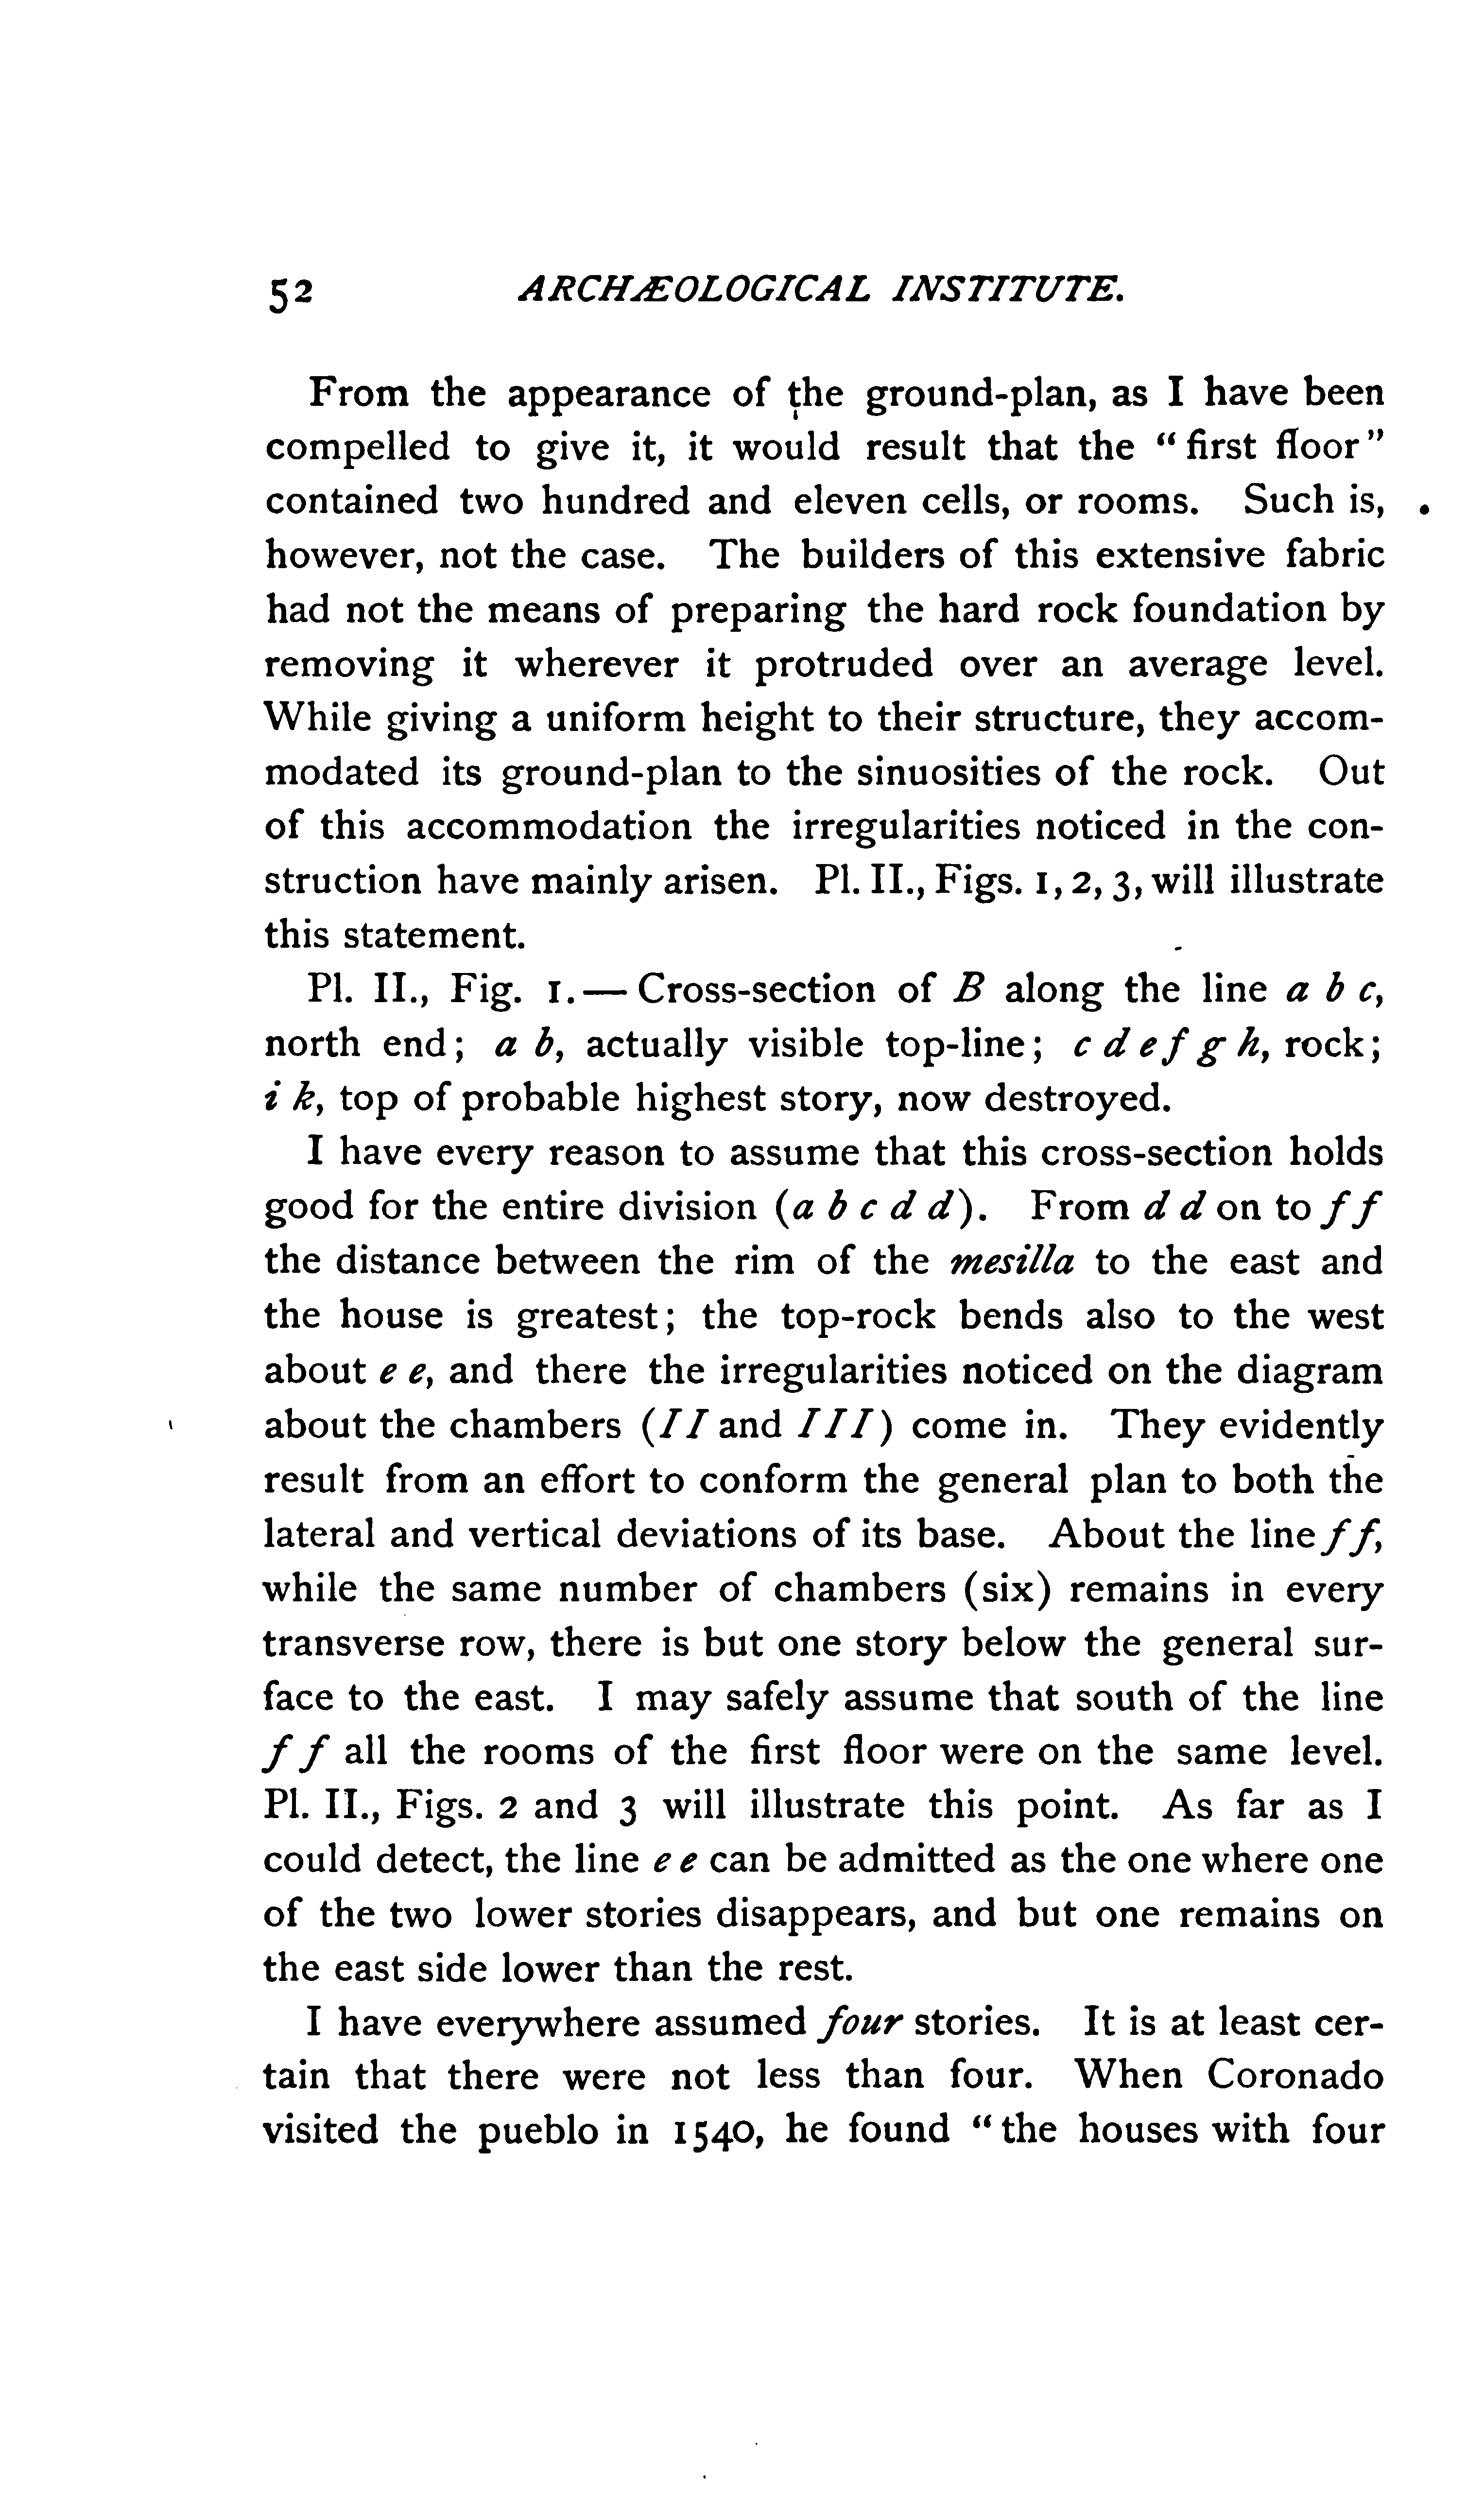 52 ARCHÆOLOGICAL INSTITUTE.
From the appearance of the ground-plan, as I have been
compelled to give it, it would result that the "first floor"
contained two hundred and eleven cells, or rooms. Such is,
however, not the case. The builders of this extensive fabric
had not the means of preparing the hard rock foundation by
removing it wherever it protruded over an average level.
While giving a uniform height to their structure, they accom-
modated its ground-plan to the sinuosities of the rock. Out
of this accommodation the irregularities noticed in the con-
struction have mainly arisen. Pl. II., Figs. 1, 2, 3, will illustrate
this statement.
Pl. II., Fig. 1.— Cross-section of B along the line a b c,
north end; a b, actually visible top-line; c d e f g h, rock;
i k, top of probable highest story, now destroyed.
I have every reason to assume that this cross-section holds
good for the entire division (a b c d d). From d d on to f f
the distance between the rim of the mesilla to the east and
the house is greatest; the top-rock bends also to the west
about e e, and there the irregularities noticed on the diagram
about the chambers (II and III) come in. They evidently
result from an effort to conform the general plan to both the
lateral and vertical deviations of its base. About the line f f,
while the same number of chambers (six) remains in every
transverse row, there is but one story below the general sur-
face to the east. I may safely assume that south of the line
f f all the rooms of the first floor were on the same level.
Pl. II., Figs. 2 and 3 will illustrate this point. As far as I
could detect, the line e e can be admitted as the one where one
of the two lower stories disappears, and but one remains on
the east side lower than the rest.
I have everywhere assumed four stories. It is at least cer-
tain that there were not less than four. When Coronado
visited the pueblo in 1540, he found "the houses with four